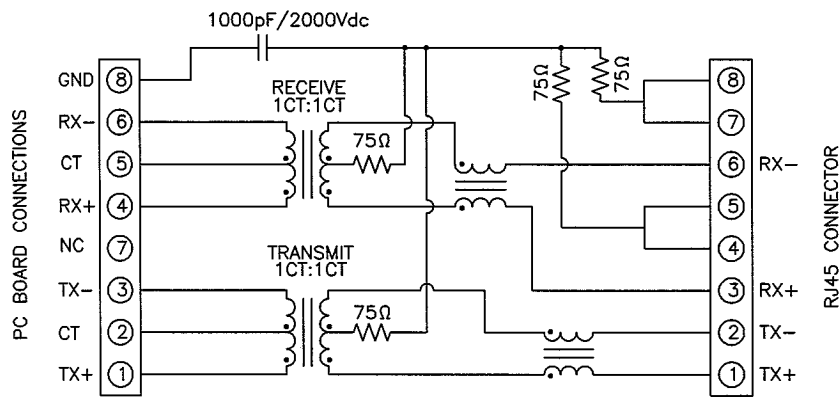 1000pF/2000Vdc
PC BOARD CONNECTIONS
GND 8
RX- 6
CT 5
RX+ 4
NC 7
TX- 3
CT 2
TX+ 1
RECEIVE
1CT:1CT
75Ω
TRANSMIT
1CT:1CT
75Ω
75Ω
75Ω
8
7
6 RX-
5
4
3 RX+
2 TX-
1 TX+
RJ45 CONNECTOR